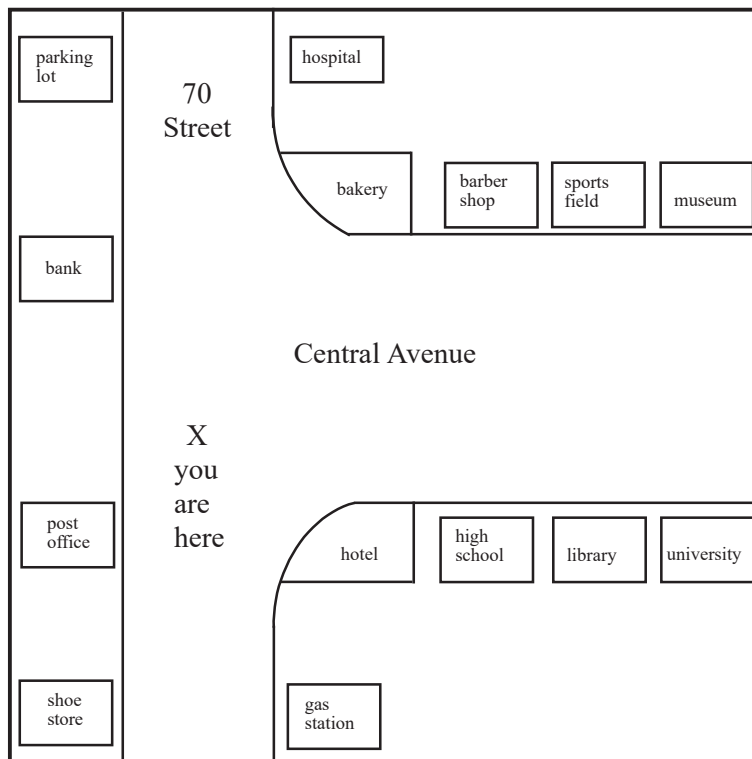 parking
lot
hospital
70
Street
bakery
barber
shop
sports
field
museum
bank
Central Avenue
X
you
are
here
post
office
hotel
high
school
library
university
shoe
store
gas
station